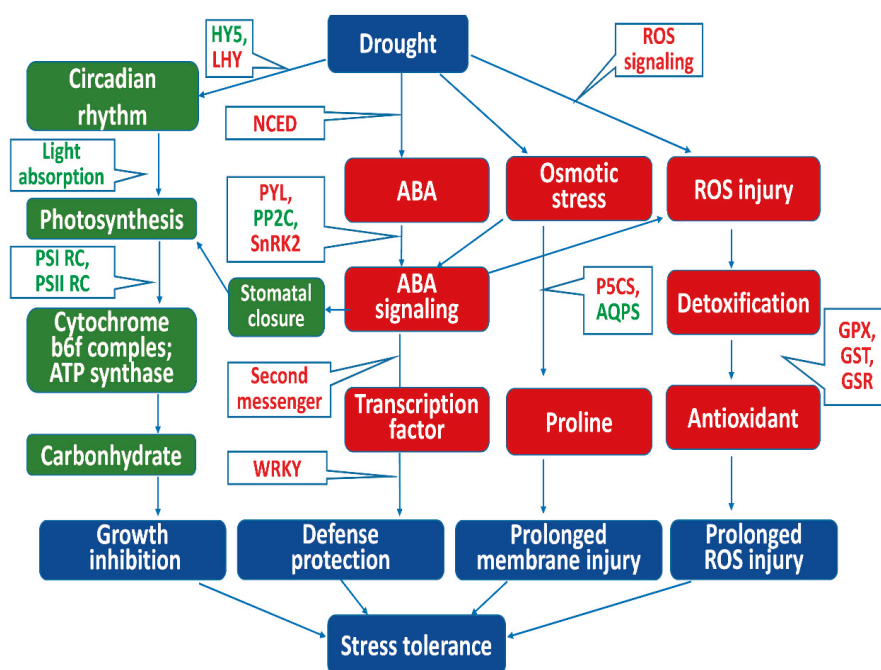 HY5,
LHY
Drought
ROS
signaling
Circadian
rhythm
NCED
Light
absorption
ABA
Osmotic
stress
ROS injury
PYL,
PP2C,
SnRK2
Photosynthesis
PSI RC,
PSII RC
Stomatal
closure
ABA
signaling
P5CS,
AQPS
Detoxification
Cytochrome
b6f comples;
ATP synthase
GPX,
GST,
GSR
Second
messenger
Transcription
factor
Proline
Antioxidant
Carbonhydrate
WRKY
Growth
inhibition
Defense
protection
Prolonged
membrane injury
Prolonged
ROS injury
Stress tolerance